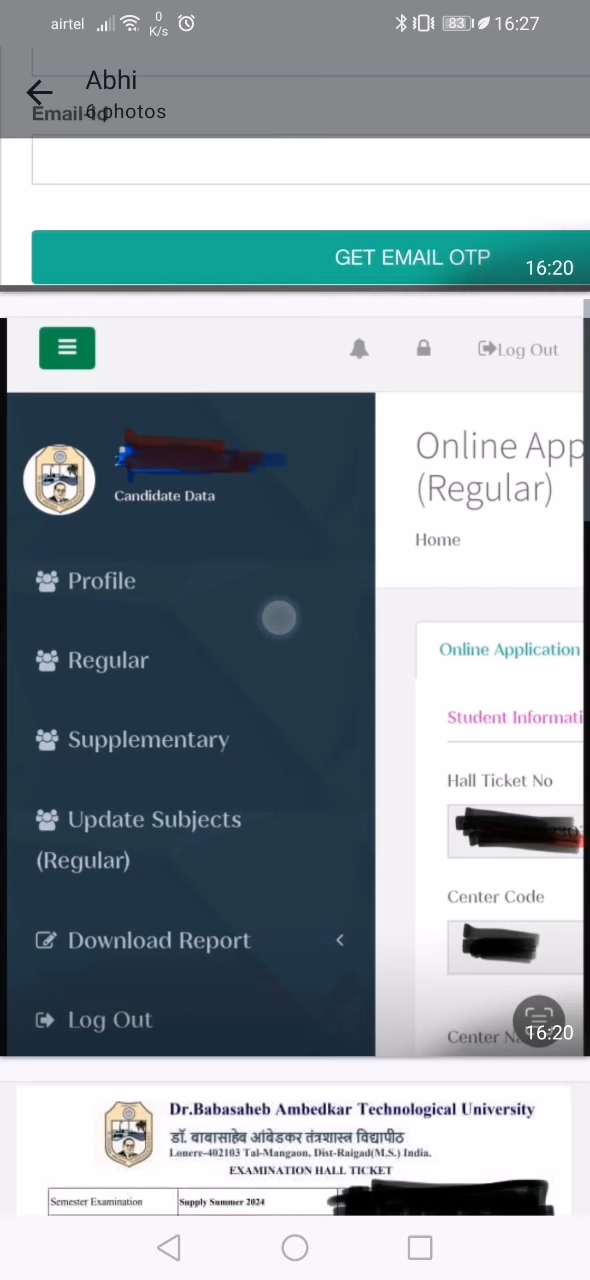 airtel 0 K/s 83 16:27
Abhi
6 photos
Email-Id
GET EMAIL OTP
16:20
Log Out
Candidate Data
Online App
(Regular)
Home
Profile
Regular
Supplementary
Update Subjects
(Regular)
Download Report
Log Out
Online Application
Student Informati
Hall Ticket No
Center Code
Center N
16:20
Dr.Babasaheb Ambedkar Technological University
डॉ. बाबासाहेब आंबेडकर तंत्रशास्त्र विद्यापीठ
Lonere-402103 Tal-Mangaon, Dist-Raigad(M.S.) India.
EXAMINATION HALL TICKET
Semester Examination Supply Summer 2024